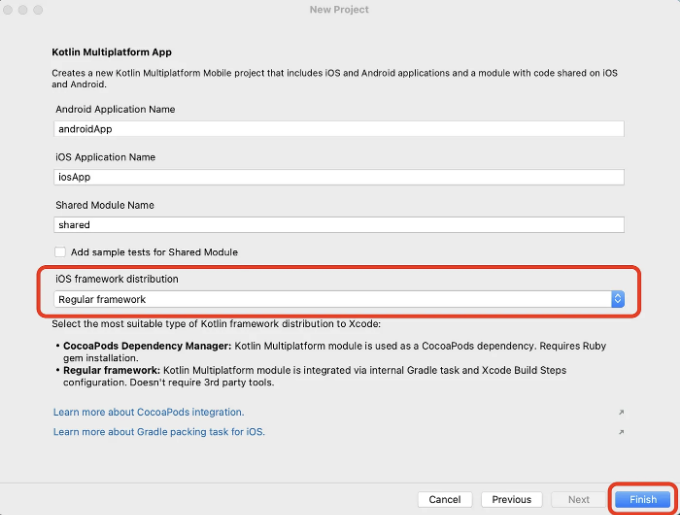 New Project
Kotlin Multiplatform App
Creates a new Kotlin Multiplatform Mobile project that includes iOS and Android applications and a module with code shared on iOS
and Android.
Android Application Name
androidApp
iOS Application Name
iosApp
Shared Module Name
shared
Add sample tests for Shared Module
iOS framework distribution
Regular framework
Select the most suitable type of Kotlin framework distribution to Xcode:
• CocoaPods Dependency Manager: Kotlin Multiplatform module is used as a CocoaPods dependency. Requires Ruby
gem installation.
• Regular framework: Kotlin Multiplatform module is integrated via internal Gradle task and Xcode Build Steps
configuration. Doesn't require 3rd party tools.
Learn more about CocoaPods integration.
Learn more about Gradle packing task for iOS.
Cancel Previous Next Finish